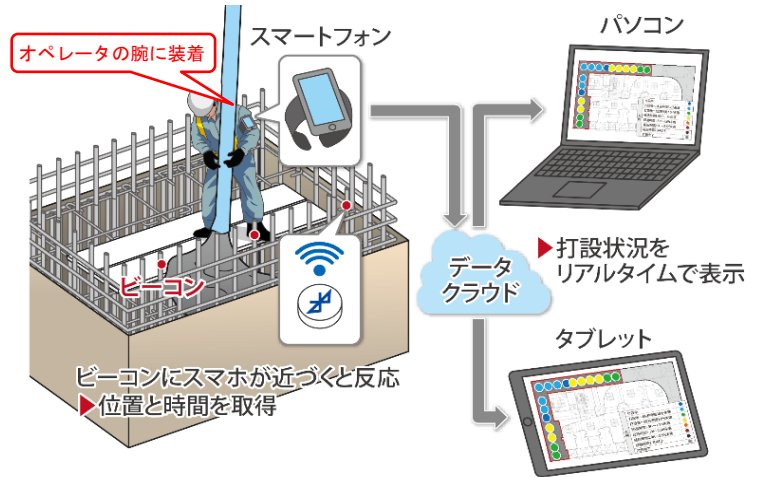 オペレータの腕に装着
スマートフォン
パソコン
ビーコン
データ
クラウド
▶打設状況を
リアルタイムで表示
タブレット
ビーコンにスマホが近づくと反応
▶位置と時間を取得